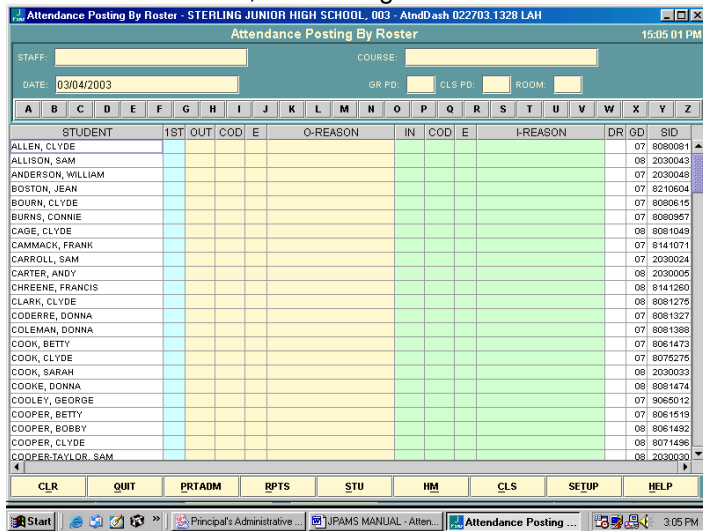 Attendance Posting By Roster - STERLING JUNIOR HIGH SCHOOL, 003 - AtndDash 022703.1328 LAH
Attendance Posting By Roster 15:05 01 PM
STAFF: COURSE:
DATE: 03/04/2003 GR PD: CLS PD: ROOM:
A B C D E F G H I J K L M N O P Q R S T U V W X Y Z
STUDENT 1ST OUT COD E O-REASON IN COD E I-REASON DR GD SID
ALLEN, CLYDE 07 8080081
ALLISON, SAM 08 2030043
ANDERSON, WILLIAM 07 2030048
BOSTON, JEAN 07 8210604
BOURN, CLYDE 07 8080615
BURNS, CONNIE 07 8080957
CAGE, CLYDE 08 8081049
CAMMACK, FRANK 07 8141071
CARROLL, SAM 07 2030024
CARTER, ANDY 08 2030005
CHREENE, FRANCIS 08 8141260
CLARK, CLYDE 08 8081275
CODERRE, DONNA 07 8081327
COLEMAN, DONNA 07 8081388
COOK, BETTY 07 8061473
COOK, CLYDE 07 8075275
COOK, SARAH 08 2030033
COOKE, DONNA 08 8081474
COOLEY, GEORGE 07 9065012
COOPER, BETTY 07 8061519
COOPER, BOBBY 08 8061492
COOPER, CLYDE 08 8071496
COOPER-TAYLOR, SAM 08 2030030
CLR QUIT PRTADM RPTS STU HM CLS SETUP HELP
Start » Principal's Administrative ... JPAMS MANUAL - Atten... Attendance Posting ... 3:05 PM